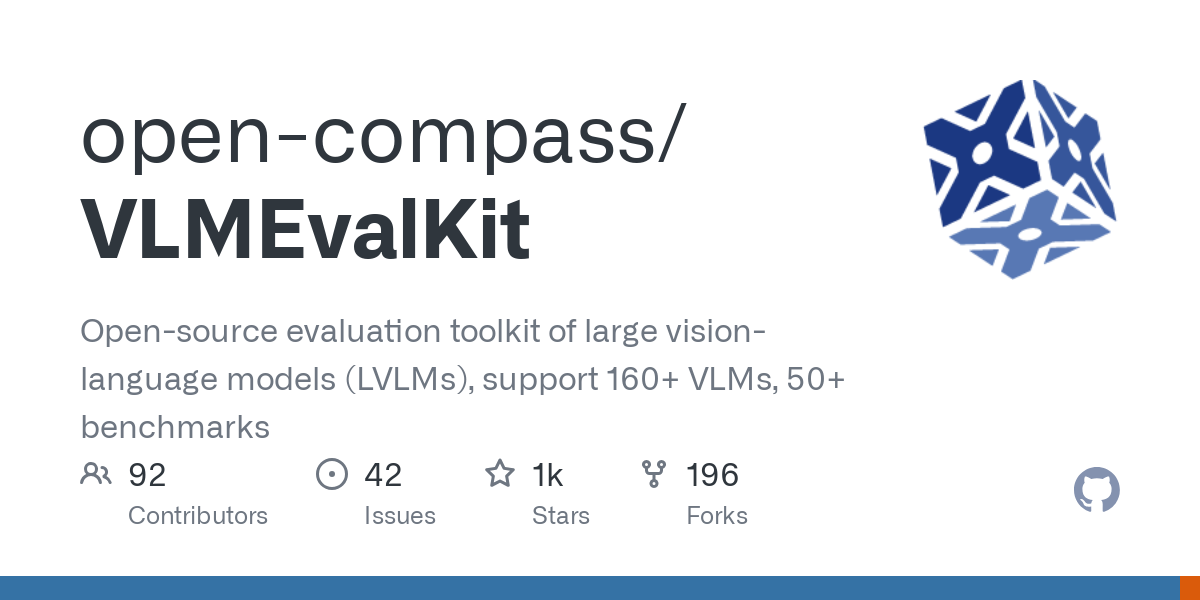 open-compass/
VLMEvalKit
Open-source evaluation toolkit of large vision-
language models (LVLMs), support 160+ VLMs, 50+
benchmarks
92 42 1k 196
Contributors Issues Stars Forks